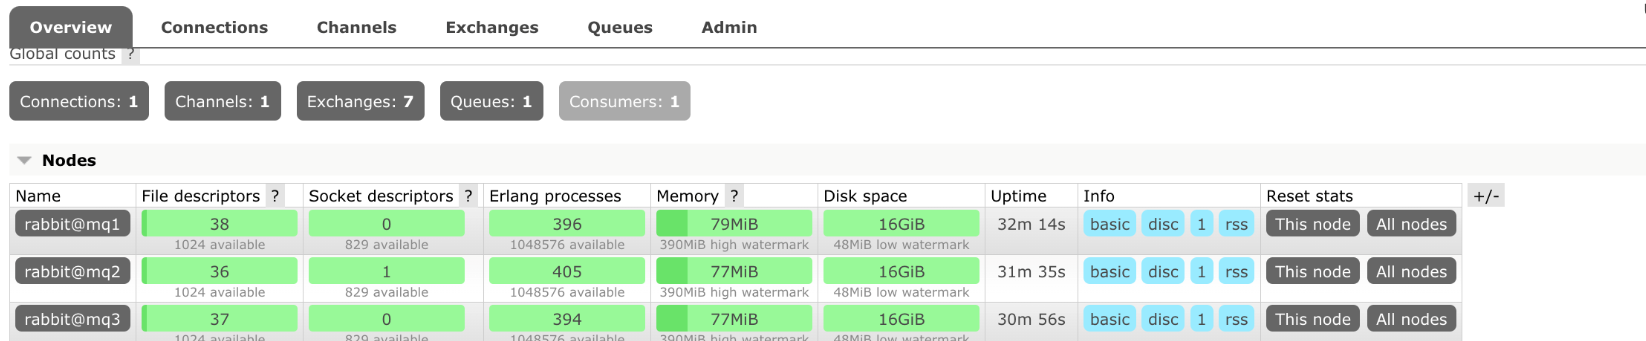 Overview Connections Channels Exchanges Queues Admin
Global counts ?
Connections: 1 Channels: 1 Exchanges: 7 Queues: 1 Consumers: 1
Nodes
Name File descriptors ? Socket descriptors ? Erlang processes Memory ? Disk space Uptime Info Reset stats +/-
rabbit@mq1 38 0 396 79MiB 16GiB 32m 14s basic disc 1 rss This node All nodes
1024 available 829 available 1048576 available 390MiB high watermark 48MiB low watermark
rabbit@mq2 36 1 405 77MiB 16GiB 31m 35s basic disc 1 rss This node All nodes
1024 available 829 available 1048576 available 390MiB high watermark 48MiB low watermark
rabbit@mq3 37 0 394 77MiB 16GiB 30m 56s basic disc 1 rss This node All nodes
1024 available 829 available 1048576 available 390MiB high watermark 48MiB low watermark